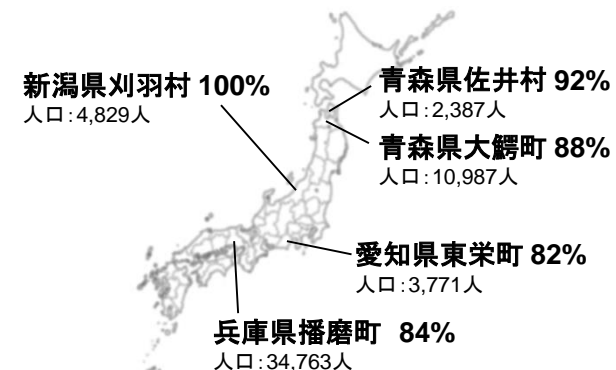 新潟県刈羽村 100%
人口:4,829人
青森県佐井村 92%
人口:2,387人
青森県大鰐町 88%
人口:10,987人
愛知県東栄町 82%
人口:3,771人
兵庫県播磨町 84%
人口:34,763人